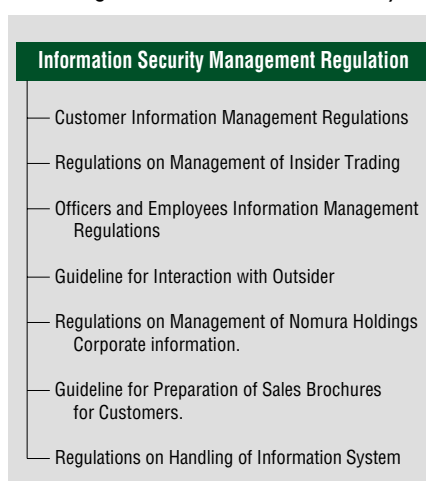 Information Security Management Regulation
Customer Information Management Regulations
Regulations on Management of Insider Trading
Officers and Employees Information Management
Regulations
Guideline for Interaction with Outsider
Regulations on Management of Nomura Holdings
Corporate information.
Guideline for Preparation of Sales Brochures
for Customers.
Regulations on Handling of Information System